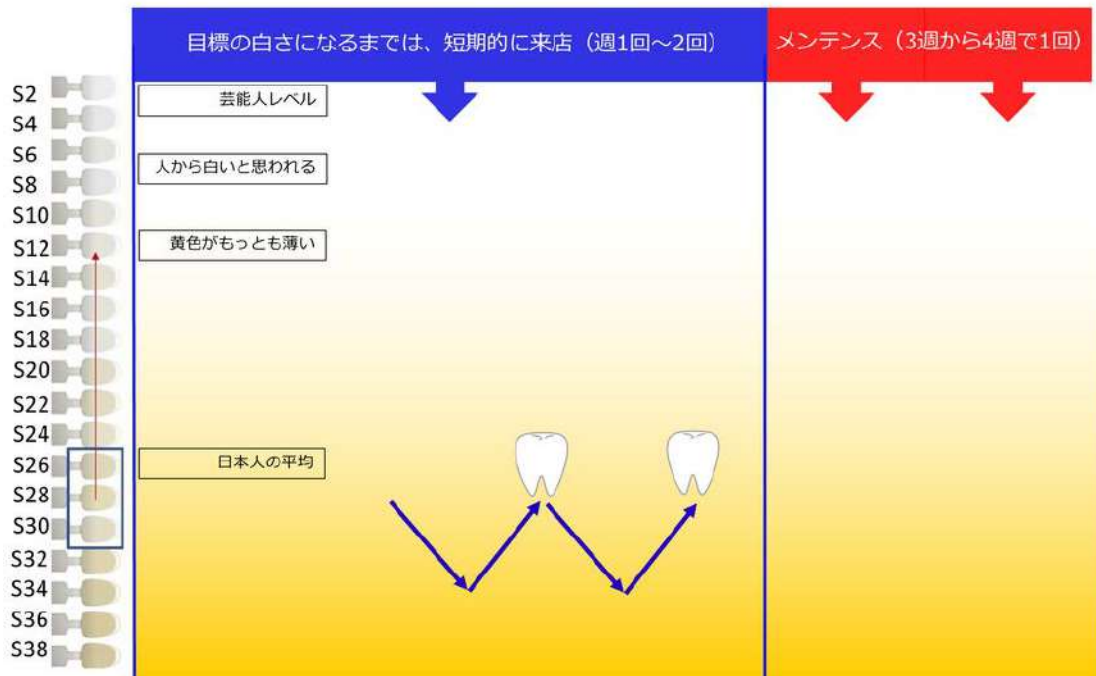 目標の白さになるまでは、短期的に来店（週1回～2回）
メンテンス（3週から4週で1回）
S2
芸能人レベル
S4
S6
人から白いと思われる
S8
S10
S12
黄色がもっとも薄い
S14
S16
S18
S20
S22
S24
S26
日本人の平均
S28
S30
S32
S34
S36
S38